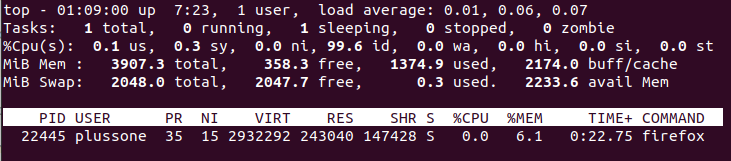 top - 01:09:00 up  7:23,  1 user,  load average: 0.01, 0.06, 0.07
Tasks:   1 total,   0 running,   1 sleeping,   0 stopped,   0 zombie
%Cpu(s):  0.1 us,  0.3 sy,  0.0 ni, 99.6 id,  0.0 wa,  0.0 hi,  0.0 si,  0.0 st
MiB Mem :   3907.3 total,    358.3 free,   1374.9 used,   2174.0 buff/cache
MiB Swap:   2048.0 total,   2047.7 free,      0.3 used.   2233.6 avail Mem
PID USER      PR  NI    VIRT    RES    SHR S  %CPU  %MEM     TIME+ COMMAND
22445 plussone  35  15 2932292 243040 147428 S   0.0   6.1   0:22.75 firefox